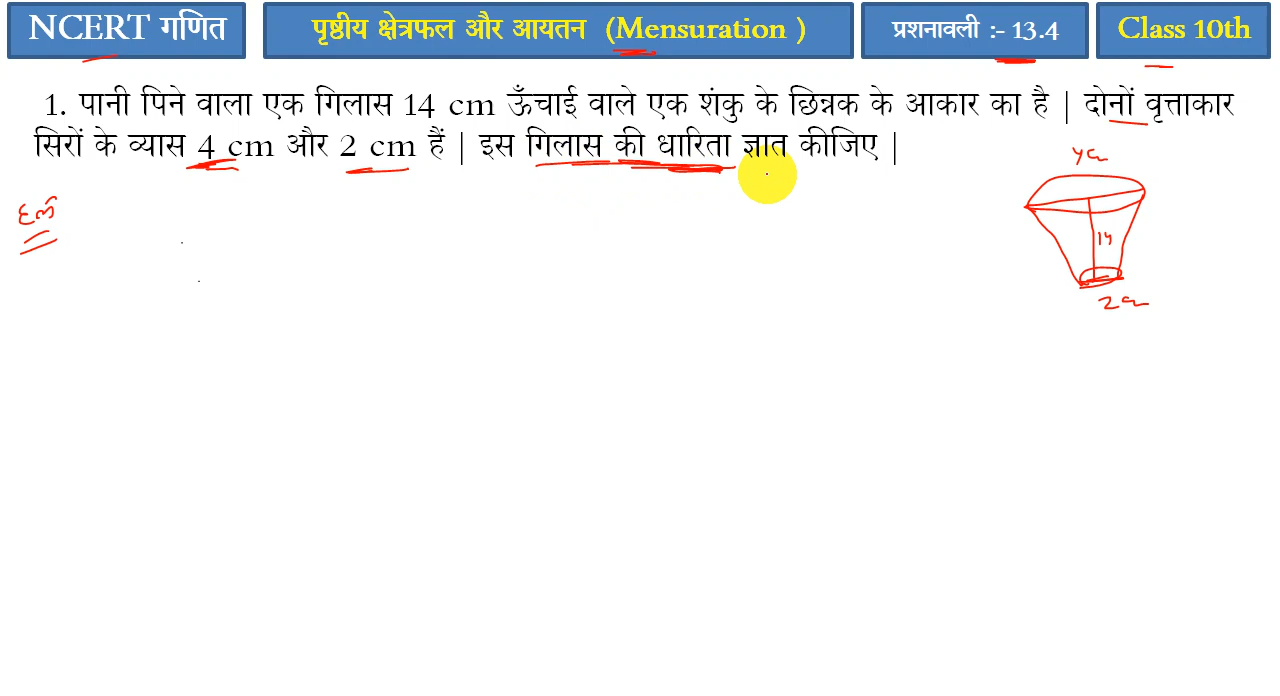 NCERT गणित
पृष्ठीय क्षेत्रफल और आयतन (Mensuration )
प्रशनावली :- 13.4
Class 10th
1. पानी पिने वाला एक गिलास 14 cm ऊँचाई वाले एक शंकु के छिन्नक के आकार का है | दोनों वृत्ताकार
सिरों के व्यास 4 cm और 2 cm हैं | इस गिलास की धारिता ज्ञात कीजिए |
हल
14